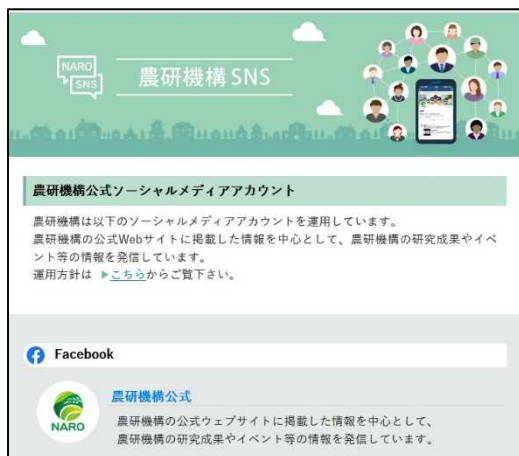 NARO
SNS
農研機構 SNS
農研機構公式ソーシャルメディアアカウント
農研機構は以下のソーシャルメディアアカウントを運用しています。
農研機構の公式Webサイトに掲載した情報を中心として、農研機構の研究成果やイベ
ント等の情報を発信しています。
運用方針は ▶こちらからご覧下さい。
Facebook
農研機構公式
農研機構の公式ウェブサイトに掲載した情報を中心として、
農研機構の研究成果やイベント等の情報を発信しています。
NARO